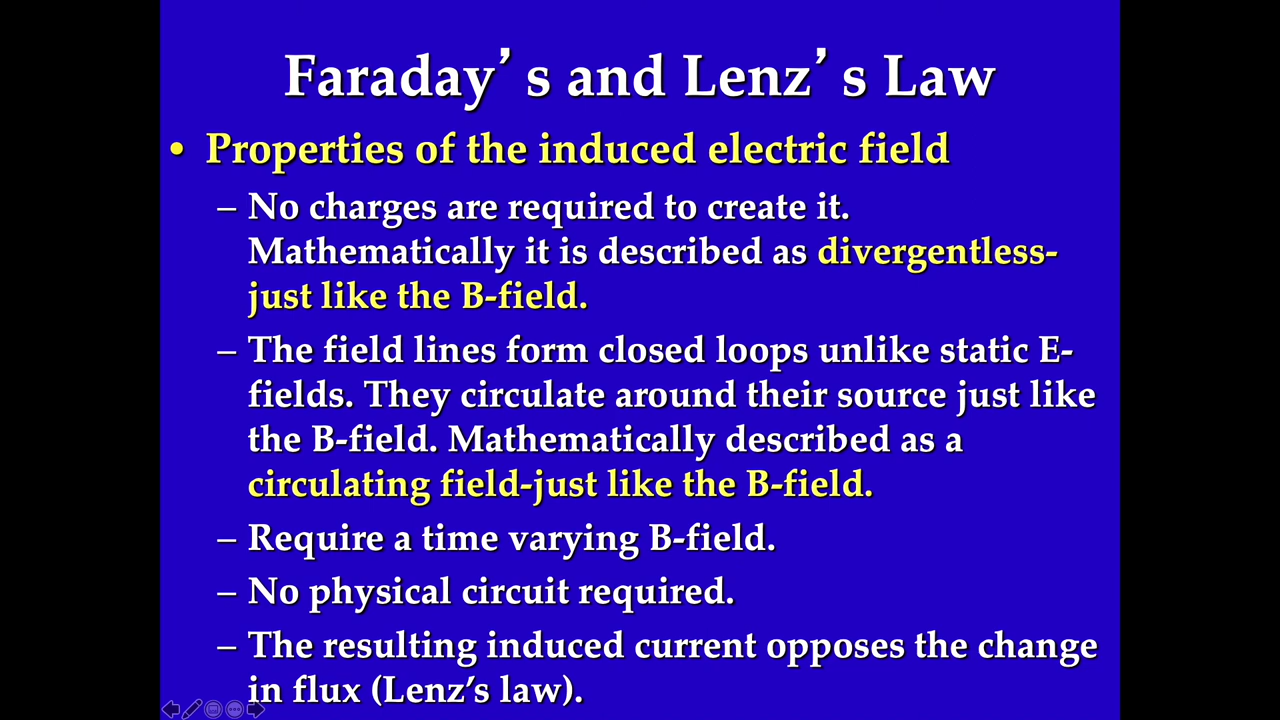 Faraday’s and Lenz’s Law
• Properties of the induced electric field
– No charges are required to create it.
Mathematically it is described as divergentless-
just like the B-field.
– The field lines form closed loops unlike static E-
fields. They circulate around their source just like
the B-field. Mathematically described as a
circulating field-just like the B-field.
– Require a time varying B-field.
– No physical circuit required.
– The resulting induced current opposes the change
in flux (Lenz’s law).